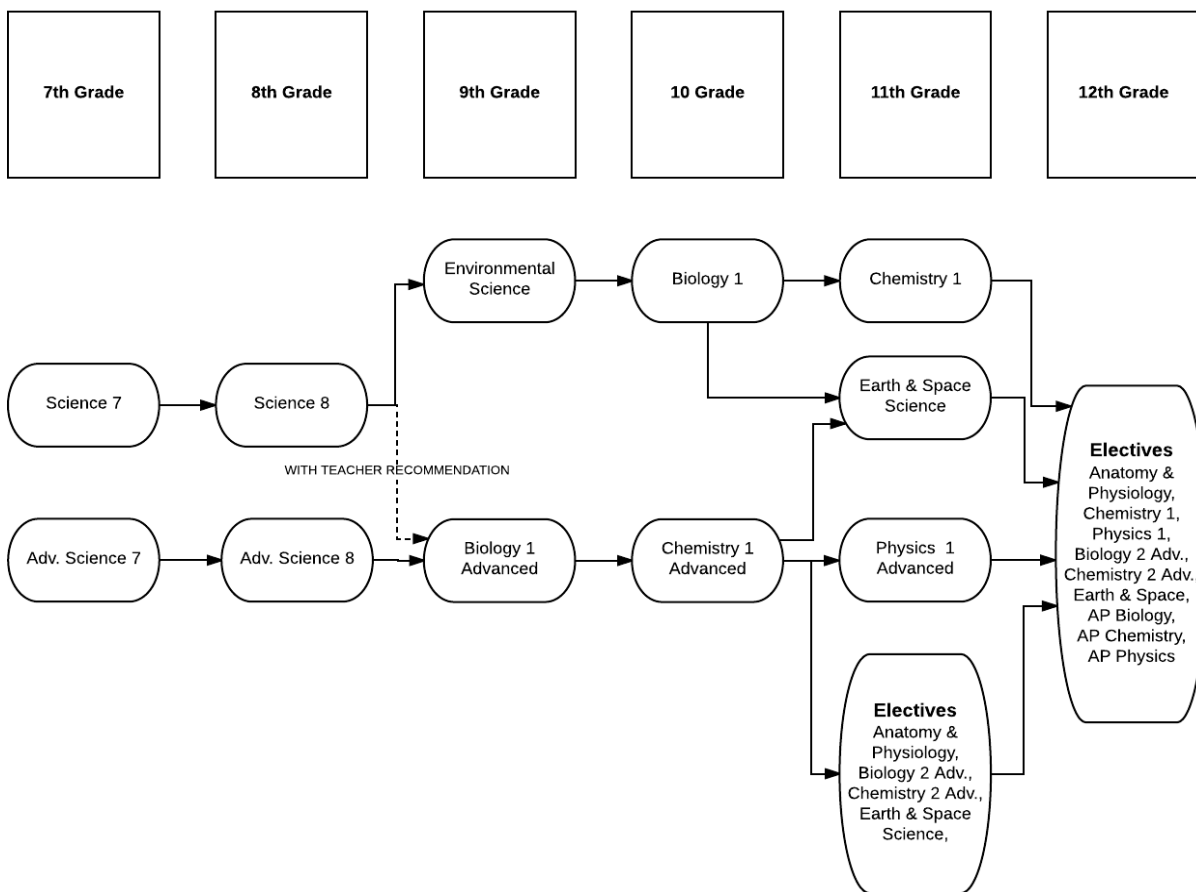 7th Grade
8th Grade
9th Grade
10 Grade
11th Grade
12th Grade
Environmental
Science
Biology 1
Chemistry 1
Science 7
Science 8
Earth & Space
Science
WITH TEACHER RECOMMENDATION
Adv. Science 7
Adv. Science 8
Biology 1
Advanced
Chemistry 1
Advanced
Physics 1
Advanced
Electives
Anatomy &
Physiology,
Biology 2 Adv.,
Chemistry 2 Adv.,
Earth & Space
Science,
Electives
Anatomy &
Physiology,
Chemistry 1,
Physics 1,
Biology 2 Adv.,
Chemistry 2 Adv.,
Earth & Space,
AP Biology,
AP Chemistry,
AP Physics